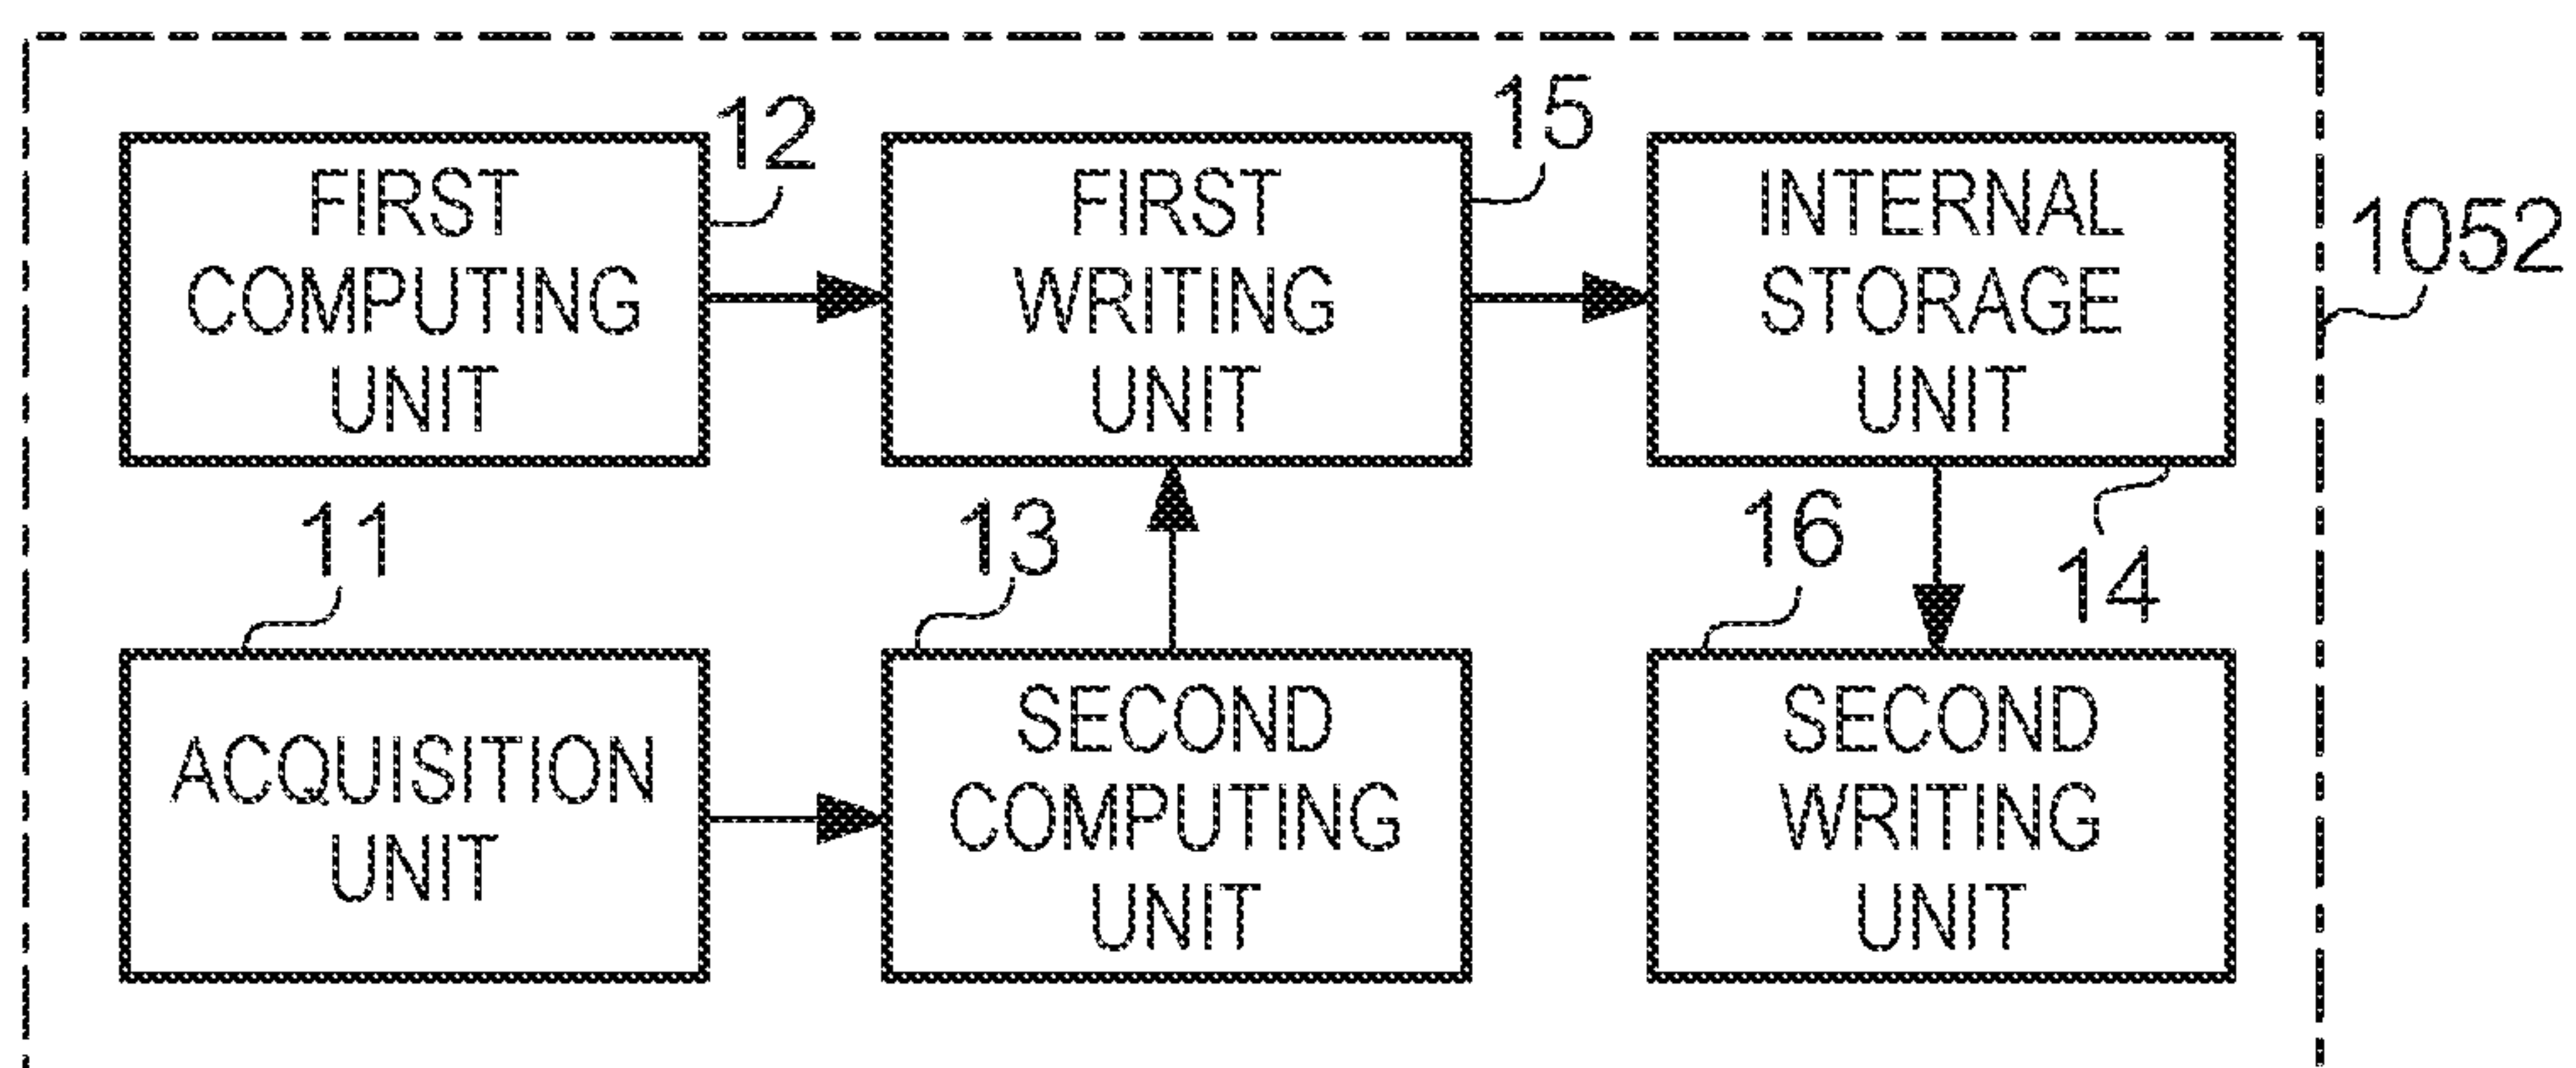 12
15
FIRST
COMPUTING
UNIT
FIRST
WRITING
UNIT
INTERNAL
STORAGE
UNIT
1052
11
13
16
14
ACQUISITION
UNIT
SECOND
COMPUTING
UNIT
SECOND
WRITING
UNIT